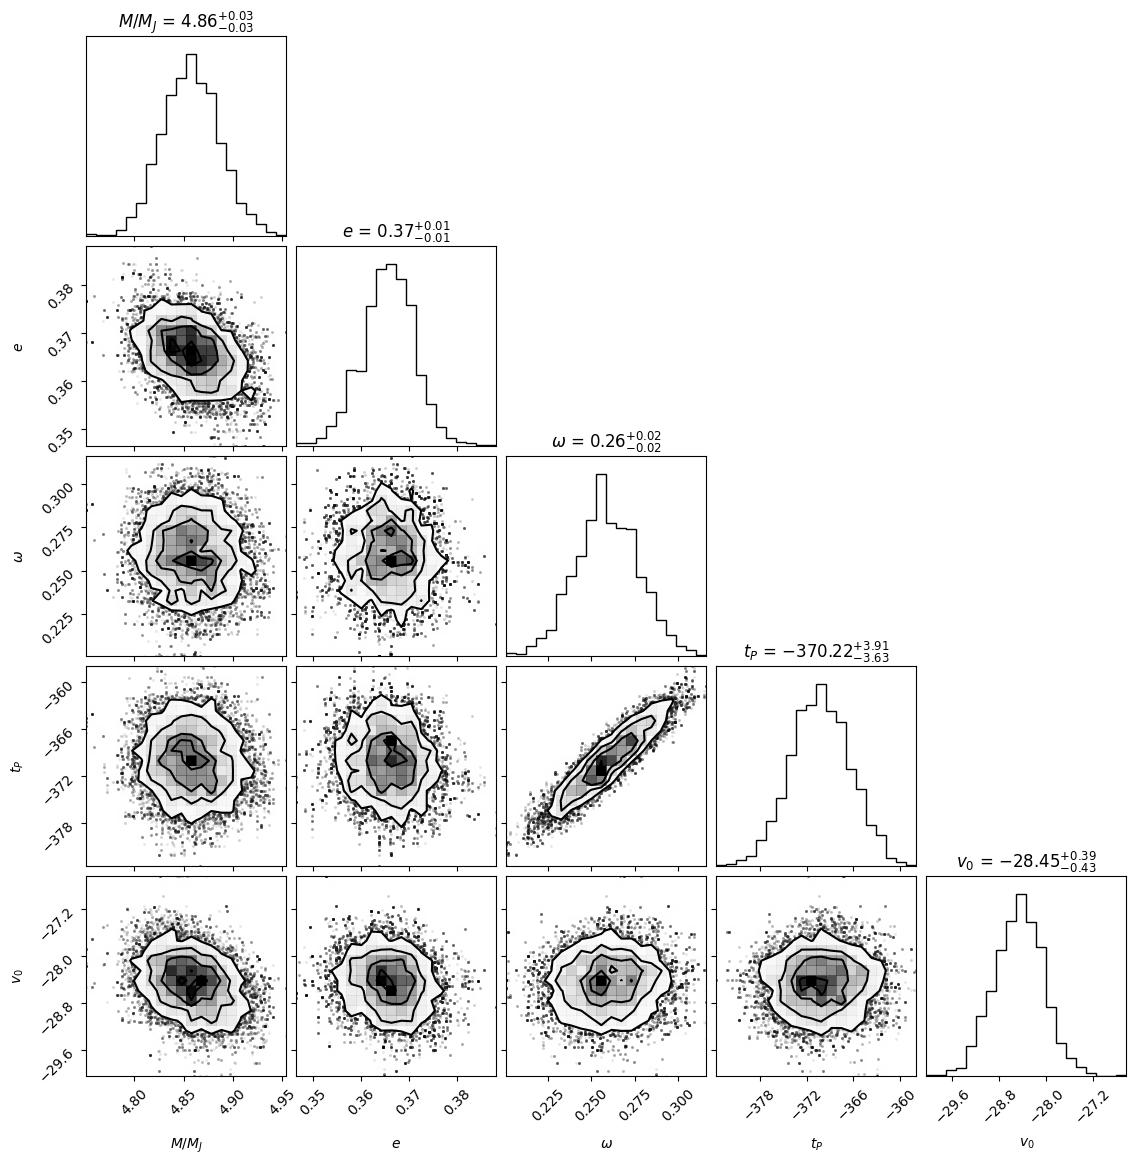 M/M_J = 4.86^{+0.03}_{-0.03}
e = 0.37^{+0.01}_{-0.01}
e
0.38
0.37
0.36
0.35
ω = 0.26^{+0.02}_{-0.02}
ω
0.300
0.275
0.250
0.225
t_P = −370.22^{+3.91}_{−3.63}
t_P
−360
−366
−372
−378
v_0 = −28.45^{+0.39}_{−0.43}
v_0
−27.2
−28.0
−28.8
−29.6
4.80 4.85 4.90 4.95 0.35 0.36 0.37 0.38 0.225 0.250 0.275 0.300 −378 −372 −366 −360 −29.6 −28.8 −28.0 −27.2
M/M_J e ω t_P v_0